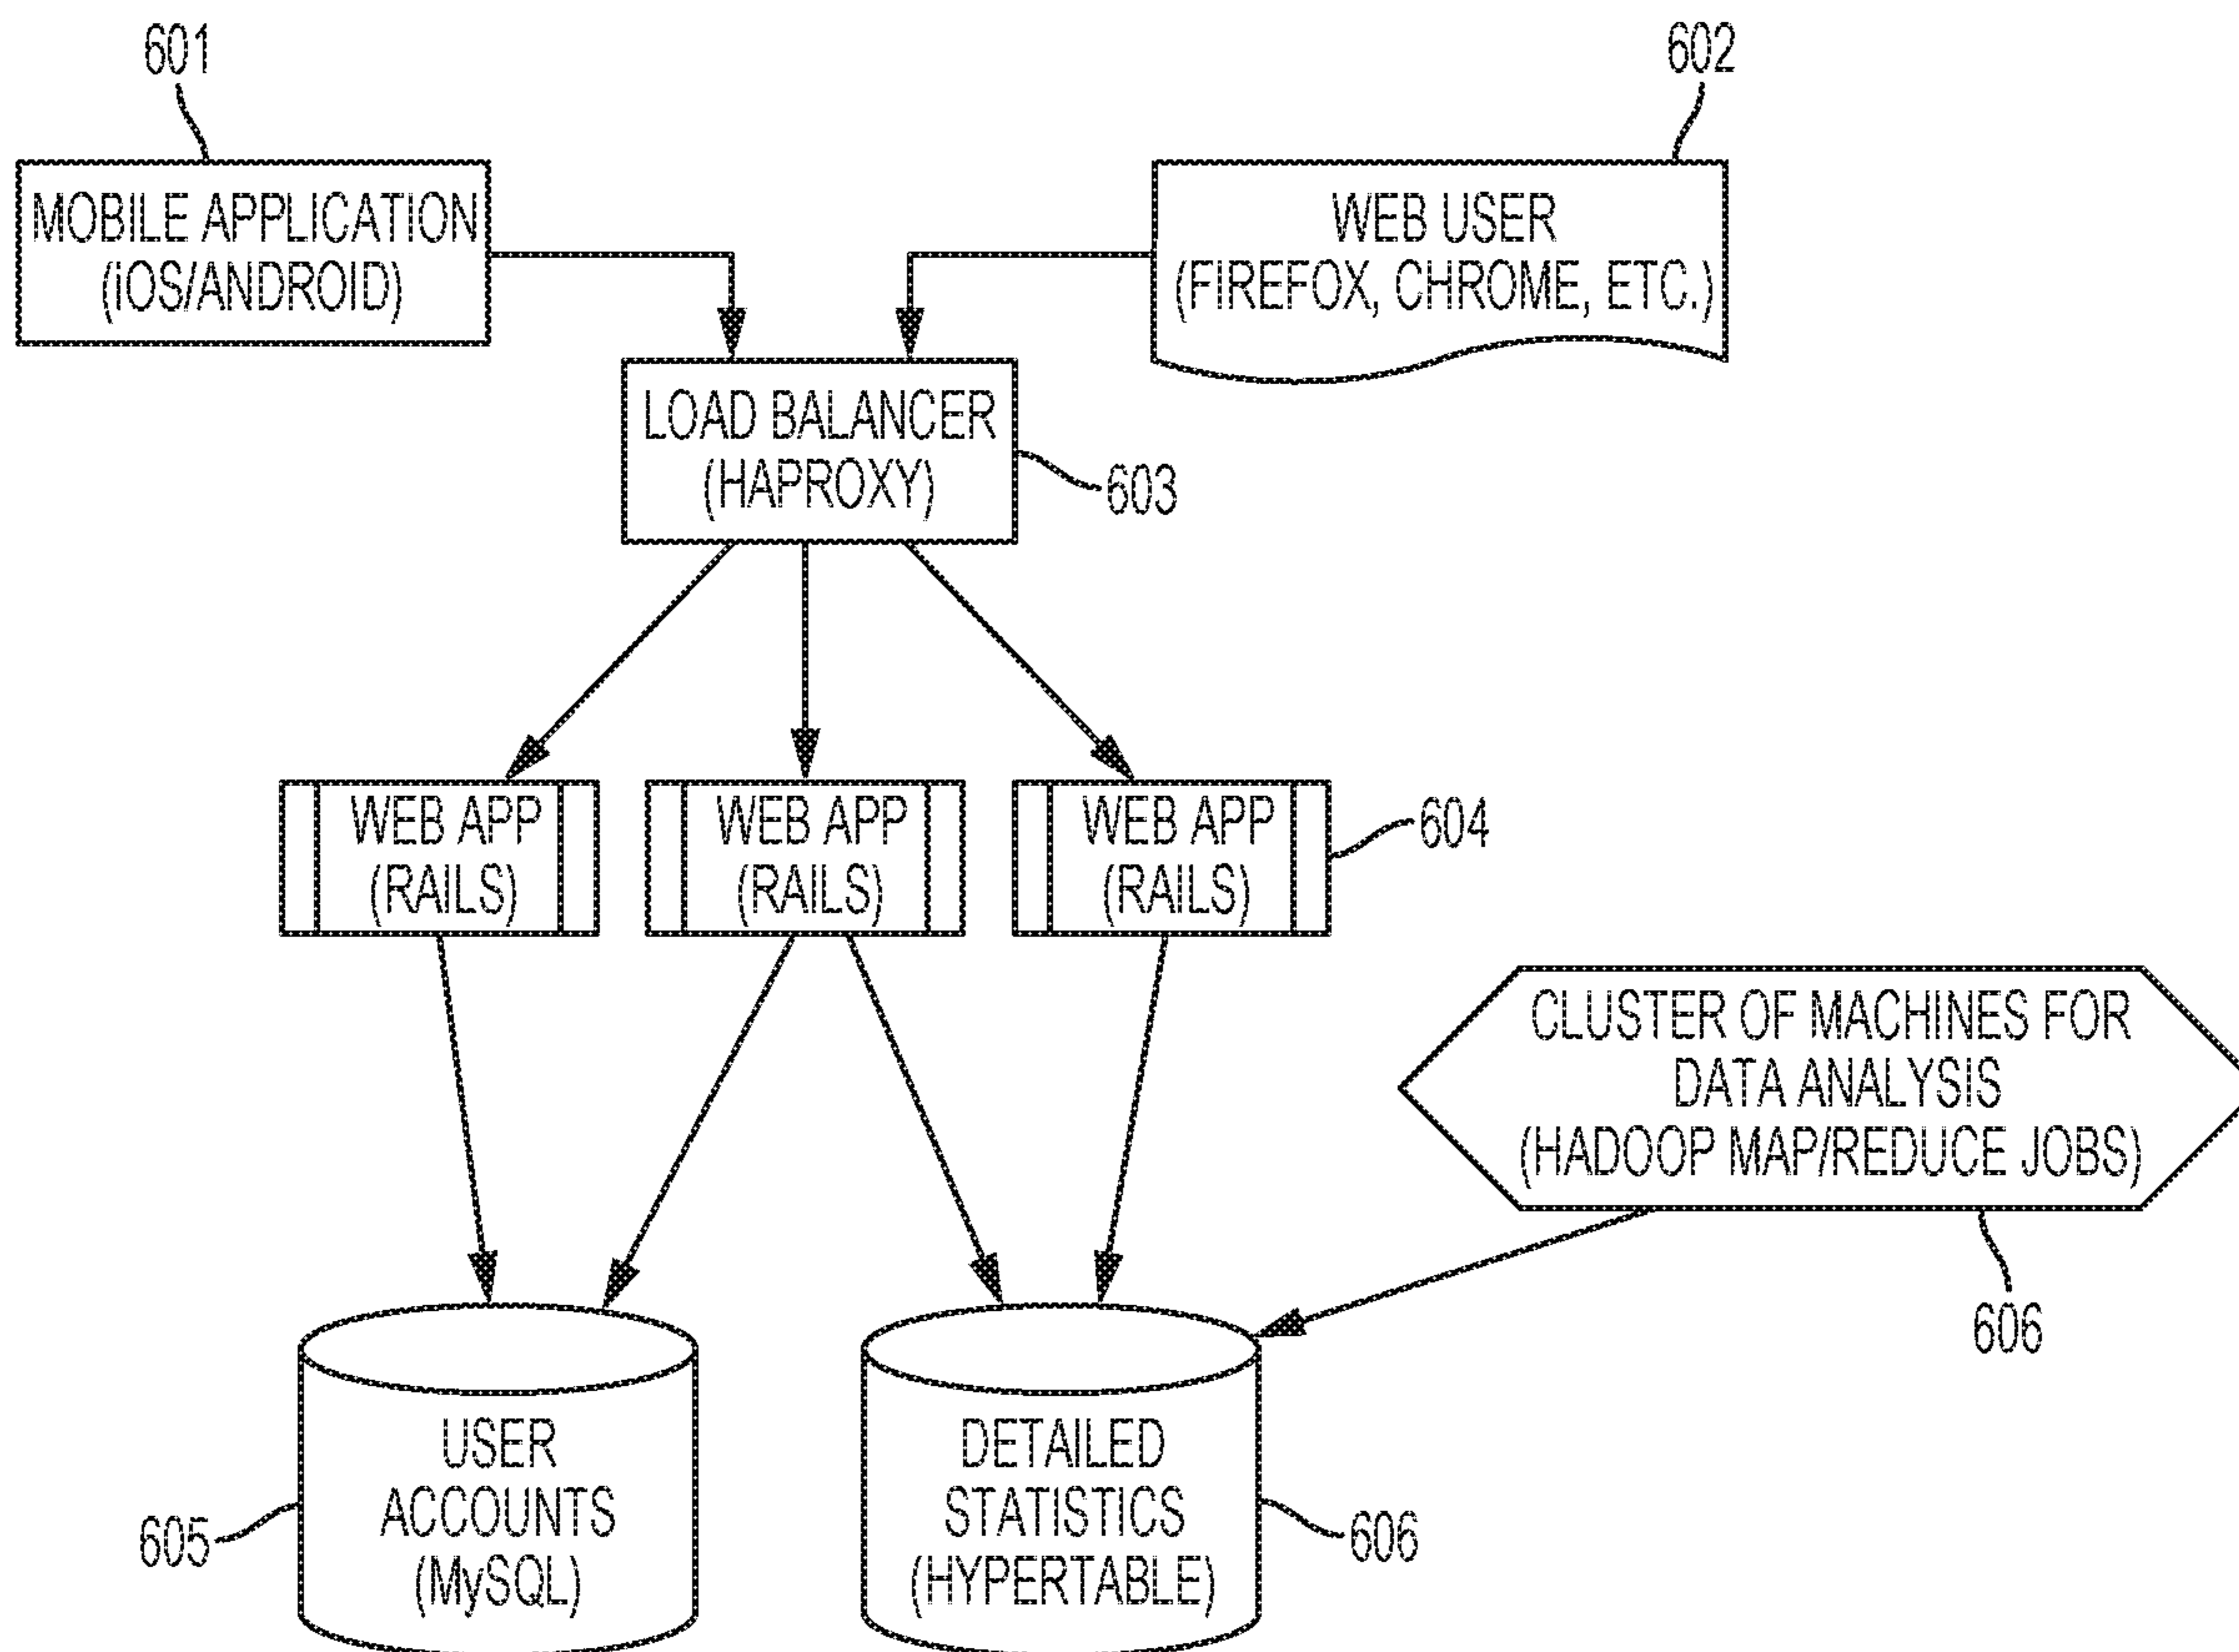 601
602
MOBILE APPLICATION
(iOS/ANDROID)
WEB USER
(FIREFOX, CHROME, ETC.)
LOAD BALANCER
(HAPROXY)
603
WEB APP
(RAILS)
WEB APP
(RAILS)
WEB APP
(RAILS)
604
CLUSTER OF MACHINES FOR
DATA ANALYSIS
(HADOOP MAP/REDUCE JOBS)
606
USER
ACCOUNTS
(MySQL)
605
DETAILED
STATISTICS
(HYPERTABLE)
606